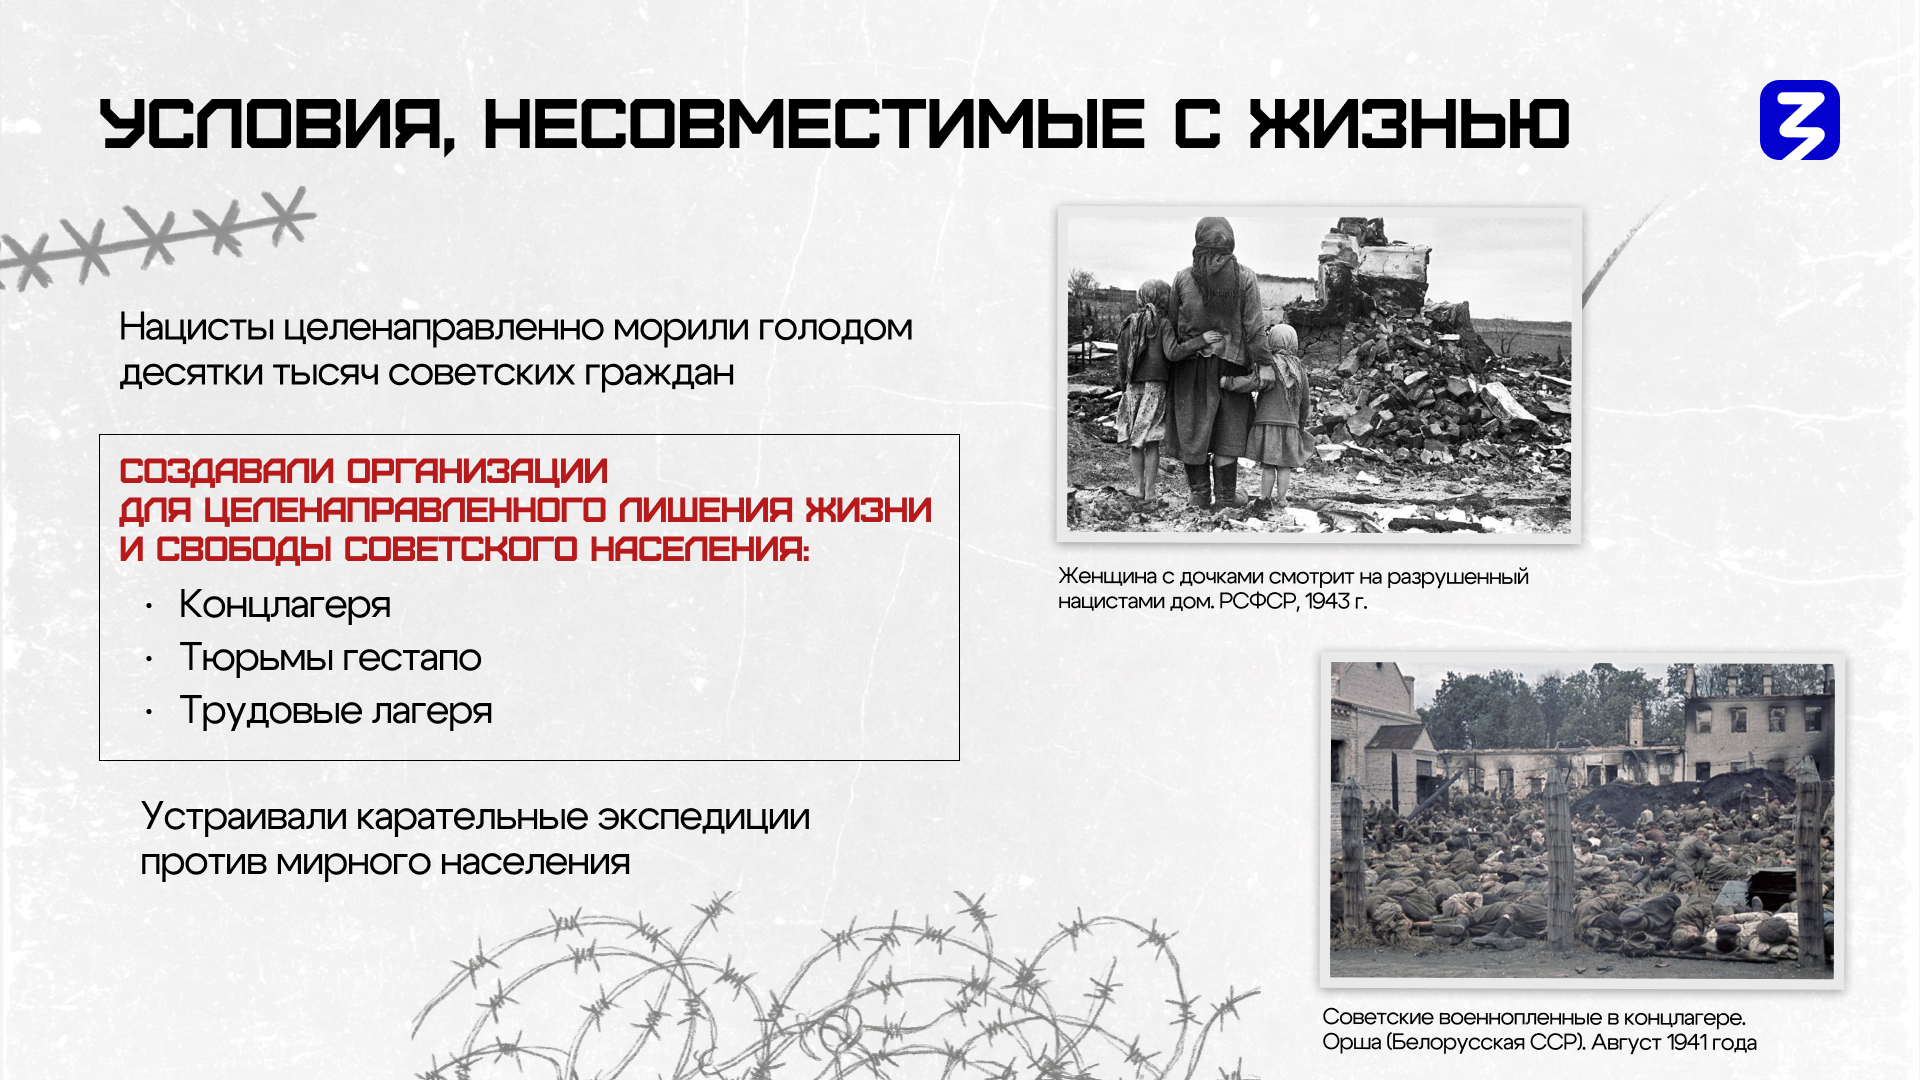 УСЛОВИЯ, НЕСОВМЕСТИМЫЕ С ЖИЗНЬЮ
Нацисты целенаправленно морили голодом
десятки тысяч советских граждан
СОЗДАВАЛИ ОРГАНИЗАЦИИ
ДЛЯ ЦЕЛЕНАПРАВЛЕННОГО ЛИШЕНИЯ ЖИЗНИ
И СВОБОДЫ СОВЕТСКОГО НАСЕЛЕНИЯ:
· Концлагеря
· Тюрьмы гестапо
· Трудовые лагеря
Устраивали карательные экспедиции
против мирного населения
Женщина с дочками смотрит на разрушенный
нацистами дом. РСФСР, 1943 г.
Советские военнопленные в концлагере.
Орша (Белорусская ССР). Август 1941 года